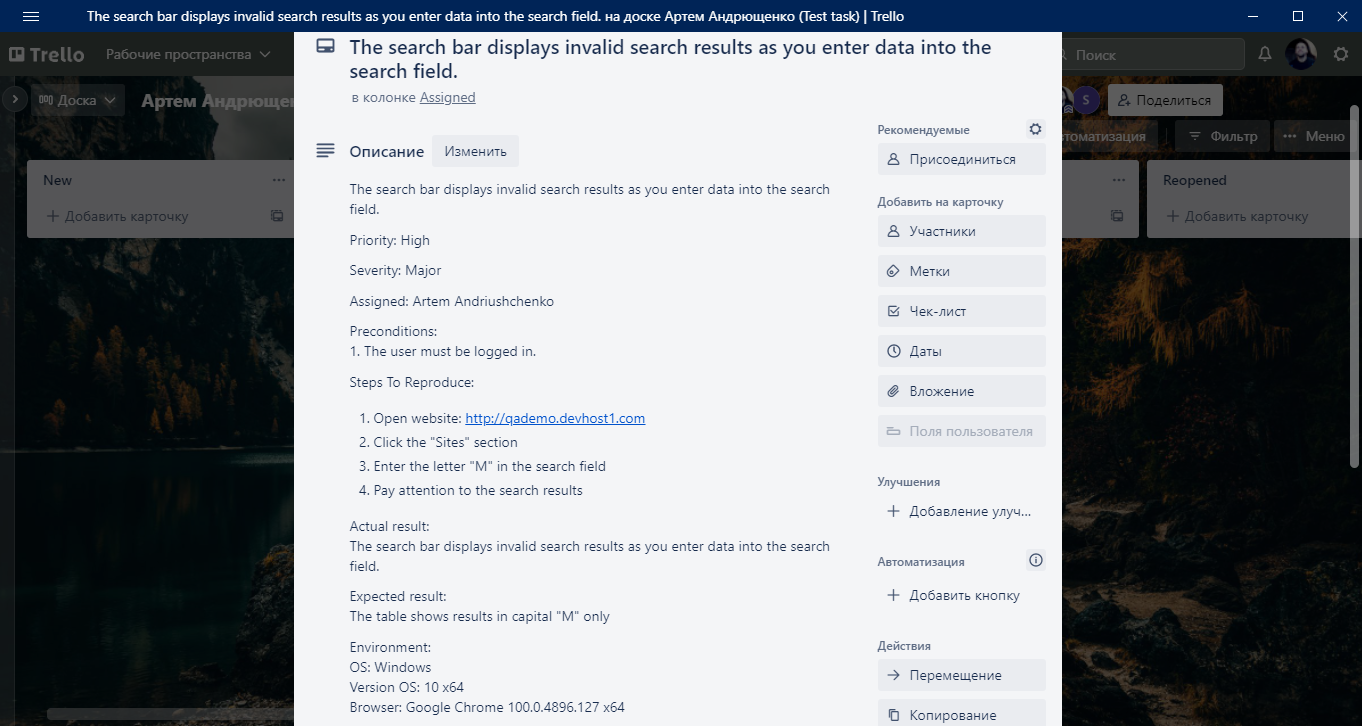 The search bar displays invalid search results as you enter data into the search field. на доске Артем Андрющенко (Test task) | Trello
Trello
Рабочие пространства
Поиск
Доска
Артем Андрющен
S
Поделиться
томатизация
Фильтр
Меню
New
Добавить карточку
Reopened
Добавить карточку
The search bar displays invalid search results as you enter data into the
search field.
в колонке Assigned
Описание
Изменить
The search bar displays invalid search results as you enter data into the search
field.
Priority: High
Severity: Major
Assigned: Artem Andriushchenko
Preconditions:
1. The user must be logged in.
Steps To Reproduce:
1. Open website: http://qademo.devhost1.com
2. Click the "Sites" section
3. Enter the letter "M" in the search field
4. Pay attention to the search results
Actual result:
The search bar displays invalid search results as you enter data into the search
field.
Expected result:
The table shows results in capital "M" only
Environment:
OS: Windows
Version OS: 10 x64
Browser: Google Chrome 100.0.4896.127 x64
Рекомендуемые
Присоединиться
Добавить на карточку
Участники
Метки
Чек-лист
Даты
Вложение
Поля пользователя
Улучшения
Добавление улуч...
Автоматизация
Добавить кнопку
Действия
Перемещение
Копирование